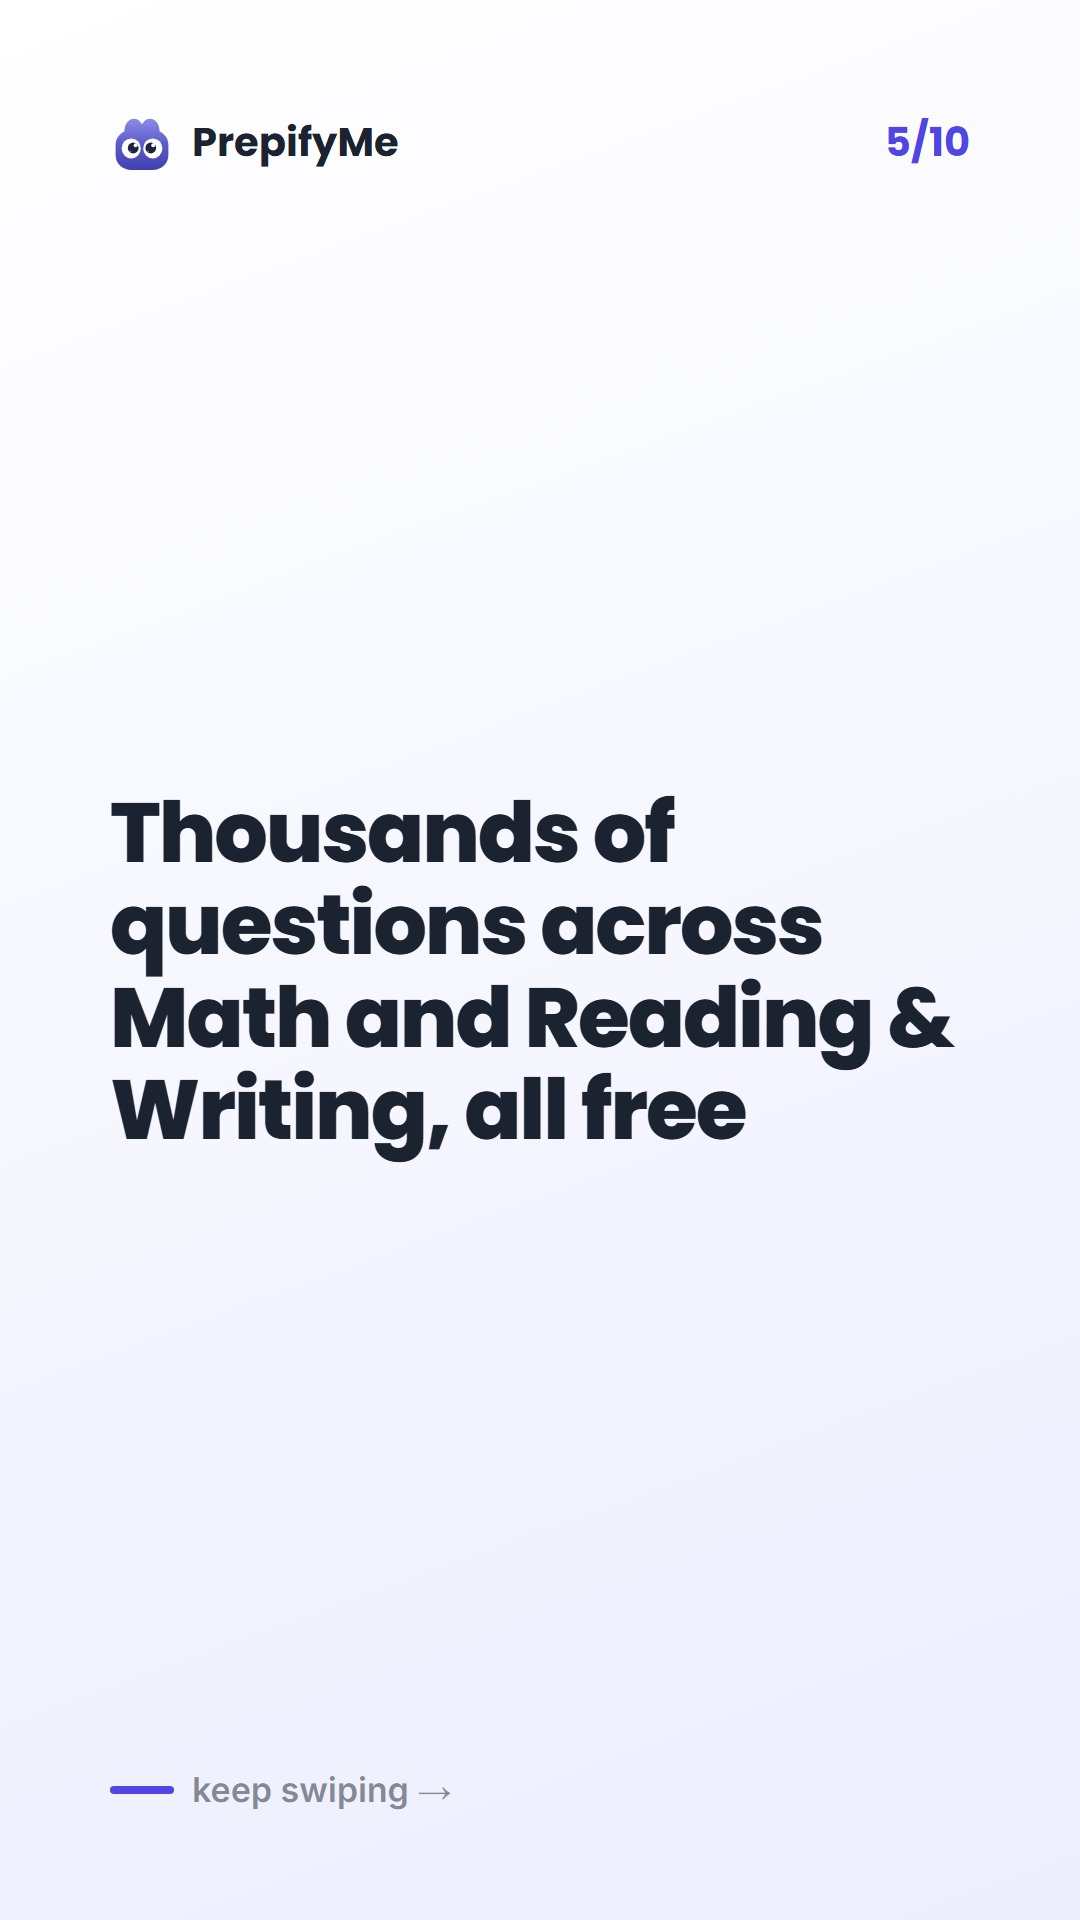 PrepifyMe
5/10
Thousands of
questions across
Math and Reading &
Writing, all free
keep swiping →